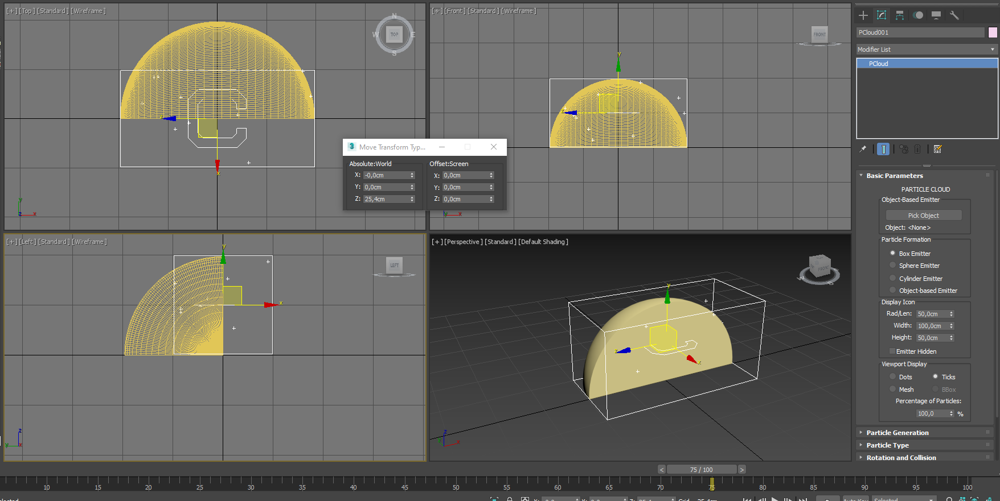 [+] [Top] [Standard] [Wireframe]
N
W
TOP
E
S
y
z
x
y
z
x
[+] [Front] [Standard] [Wireframe]
FRONT
y
z
y
x
3 Move Transform Typ...
Absolute:World
X: -0,0cm
Y: 0,0cm
Z: 25,4cm
Offset:Screen
X: 0,0cm
Y: 0,0cm
Z: 0,0cm
[+] [Left] [Standard] [Wireframe]
LEFT
y
x
z
y
x
[+] [Perspective] [Standard] [Default Shading]
FRONT
W
S
y
z
x
z
y
x
PCloud001
Modifier List
PCloud
Basic Parameters
PARTICLE CLOUD
Object-Based Emitter
Pick Object
Object: <None>
Particle Formation
Box Emitter
Sphere Emitter
Cylinder Emitter
Object-based Emitter
Display Icon
Rad/Len: 50,0cm
Width: 100,0cm
Height: 50,0cm
Emitter Hidden
Viewport Display
Dots
Ticks
Mesh
BBox
Percentage of Particles:
100,0 %
Particle Generation
Particle Type
Rotation and Collision
< 75 / 100 >
10 15 20 25 30 35 40 45 50 55 60 65 70 75 80 85 90 95 100
Auto Key
Selected